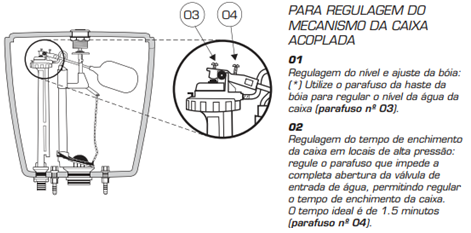 03
04
PARA REGULAGEM DO
MECANISMO DA CAIXA
ACOPLADA
01
Regulagem do nível e ajuste da bóia:
(*) Utilize o parafuso da haste da
bóia para regular o nível da água da
caixa (parafuso nº 03).
02
Regulagem do tempo de enchimento
da caixa em locais de alta pressão:
regule o parafuso que impede a
completa abertura da válvula de
entrada de água, permitindo regular
o tempo de enchimento da caixa.
O tempo ideal é de 1.5 minutos
(parafuso nº 04).